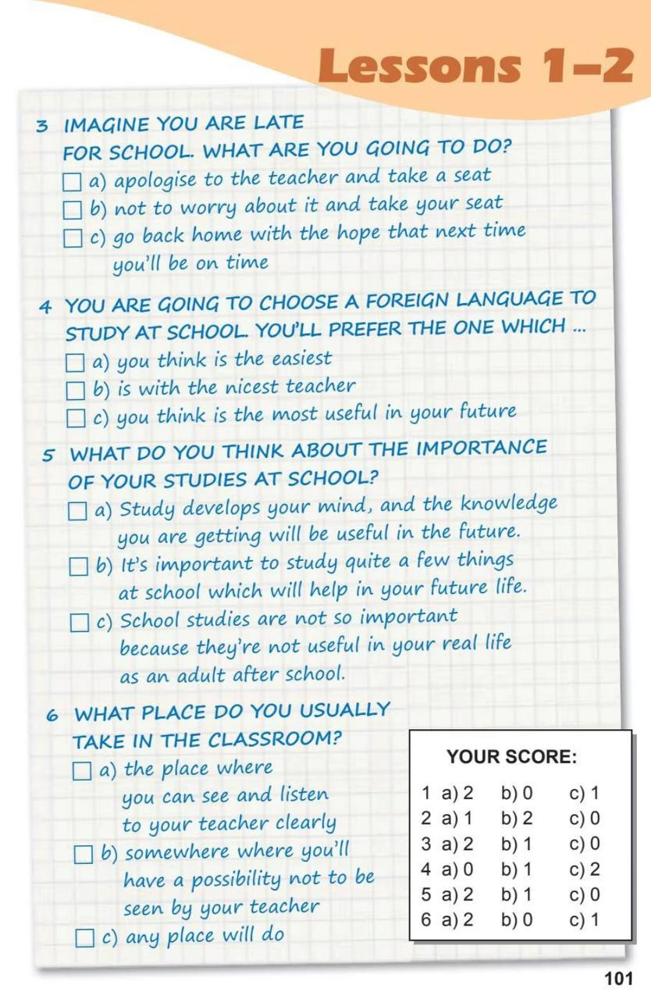 Lessons 1–2
3 IMAGINE YOU ARE LATE
FOR SCHOOL. WHAT ARE YOU GOING TO DO?
a) apologise to the teacher and take a seat
b) not to worry about it and take your seat
c) go back home with the hope that next time
you'll be on time
4 YOU ARE GOING TO CHOOSE A FOREIGN LANGUAGE TO
STUDY AT SCHOOL. YOU'LL PREFER THE ONE WHICH ...
a) you think is the easiest
b) is with the nicest teacher
c) you think is the most useful in your future
5 WHAT DO YOU THINK ABOUT THE IMPORTANCE
OF YOUR STUDIES AT SCHOOL?
a) Study develops your mind, and the knowledge
you are getting will be useful in the future.
b) It's important to study quite a few things
at school which will help in your future life.
c) School studies are not so important
because they're not useful in your real life
as an adult after school.
6 WHAT PLACE DO YOU USUALLY
TAKE IN THE CLASSROOM?
a) the place where
you can see and listen
to your teacher clearly
b) somewhere where you'll
have a possibility not to be
seen by your teacher
c) any place will do
YOUR SCORE:
1 a) 2 b) 0 c) 1
2 a) 1 b) 2 c) 0
3 a) 2 b) 1 c) 0
4 a) 0 b) 1 c) 2
5 a) 2 b) 1 c) 0
6 a) 2 b) 0 c) 1
101